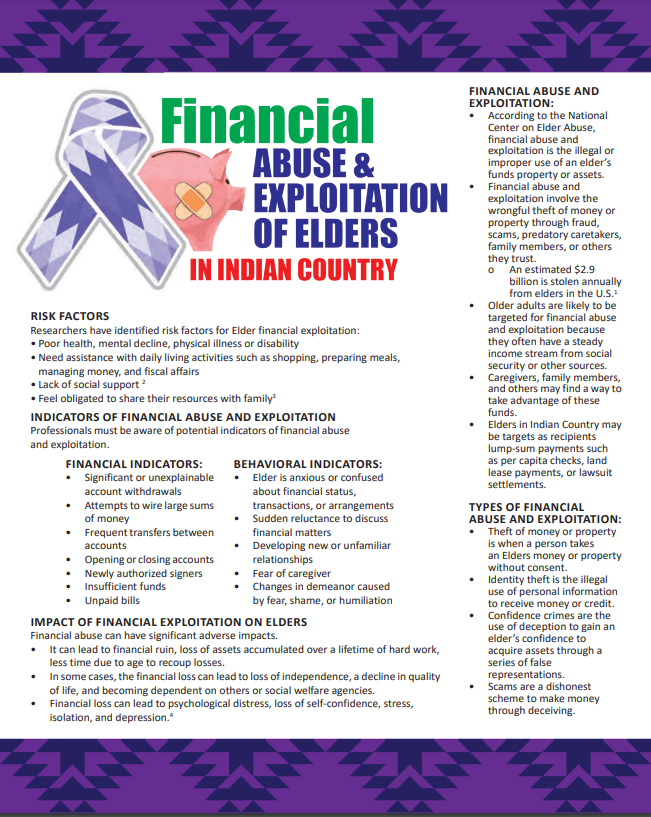 Financial
ABUSE &
EXPLOITATION
OF ELDERS
IN INDIAN COUNTRY
RISK FACTORS
Researchers have identified risk factors for Elder financial exploitation:
• Poor health, mental decline, physical illness or disability
• Need assistance with daily living activities such as shopping, preparing meals,
managing money, and fiscal affairs
• Lack of social support ²
• Feel obligated to share their resources with family³
INDICATORS OF FINANCIAL ABUSE AND EXPLOITATION
Professionals must be aware of potential indicators of financial abuse
and exploitation.
FINANCIAL INDICATORS:
• Significant or unexplainable
account withdrawals
• Attempts to wire large sums
of money
• Frequent transfers between
accounts
• Opening or closing accounts
• Newly authorized signers
• Insufficient funds
• Unpaid bills
BEHAVIORAL INDICATORS:
• Elder is anxious or confused
about financial status,
transactions, or arrangements
• Sudden reluctance to discuss
financial matters
• Developing new or unfamiliar
relationships
• Fear of caregiver
• Changes in demeanor caused
by fear, shame, or humiliation
IMPACT OF FINANCIAL EXPLOITATION ON ELDERS
Financial abuse can have significant adverse impacts.
• It can lead to financial ruin, loss of assets accumulated over a lifetime of hard work,
less time due to age to recoup losses.
• In some cases, the financial loss can lead to loss of independence, a decline in quality
of life, and becoming dependent on others or social welfare agencies.
• Financial loss can lead to psychological distress, loss of self-confidence, stress,
isolation, and depression.⁴
FINANCIAL ABUSE AND
EXPLOITATION:
• According to the National
Center on Elder Abuse,
financial abuse and
exploitation is the illegal or
improper use of an elder’s
funds property or assets.
• Financial abuse and
exploitation involve the
wrongful theft of money or
property through fraud,
scams, predatory caretakers,
family members, or others
they trust.
o An estimated $2.9
billion is stolen annually
from elders in the U.S.¹
• Older adults are likely to be
targeted for financial abuse
and exploitation because
they often have a steady
income stream from social
security or other sources.
• Caregivers, family members,
and others may find a way to
take advantage of these
funds.
• Elders in Indian Country may
be targets as recipients
lump-sum payments such
as per capita checks, land
lease payments, or lawsuit
settlements.
TYPES OF FINANCIAL
ABUSE AND EXPLOITATION:
• Theft of money or property
is when a person takes
an Elders money or property
without consent.
• Identity theft is the illegal
use of personal information
to receive money or credit.
• Confidence crimes are the
use of deception to gain an
elder’s confidence to
acquire assets through a
series of false
representations.
• Scams are a dishonest
scheme to make money
through deceiving.